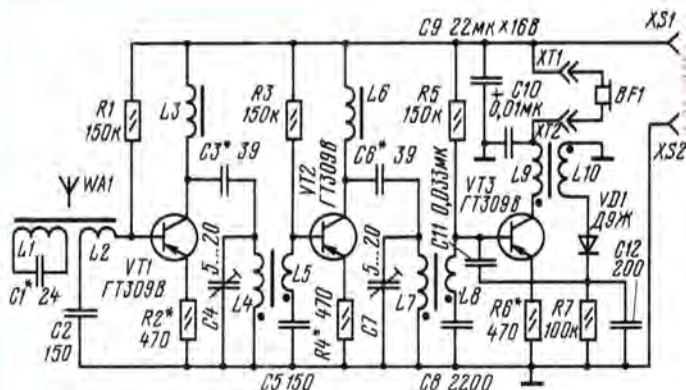 C9 22мк×16В
XS1
R1 150к
L3
R3 150к
L6
R5 150к
C10 0,01мк
XT1
BF1
XT2
XS2
C3* 39
C6* 39
WA1
L1
C1* 24
L2
VT1 ГТ309В
VT2 ГТ309В
C11 0,033мк
VT3 ГТ309В
L9
L10
VD1 Д9Ж
C12 200
C2 150
R2* 470
C4 5...20
L4
L5
R4* 470
C7 5...20
L7
L8
R6* 470
R7 100к
C5 150
C8 2200